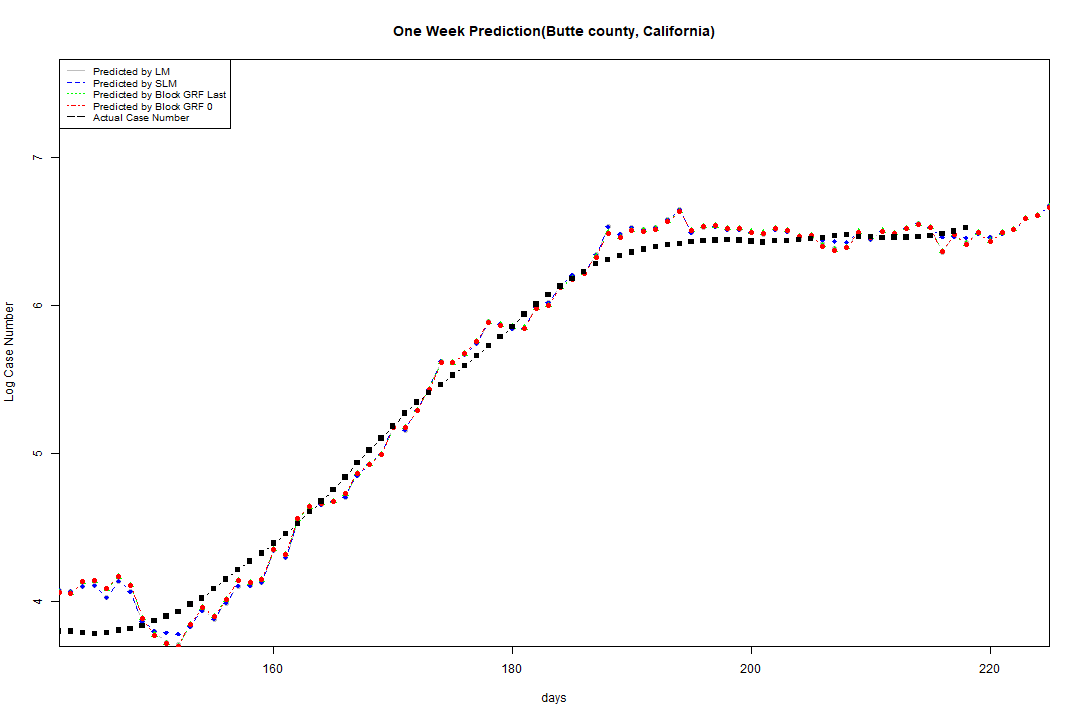 One Week Prediction(Butte county, California)
Predicted by LM
Predicted by SLM
Predicted by Block GRF Last
Predicted by Block GRF 0
Actual Case Number
7
6
5
4
Log Case Number
160 180 200 220
days